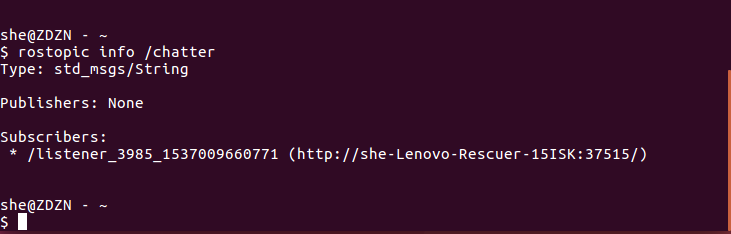 she@ZDZN - ~
$ rostopic info /chatter
Type: std_msgs/String
Publishers: None
Subscribers:
* /listener_3985_1537009660771 (http://she-Lenovo-Rescuer-15ISK:37515/)
she@ZDZN - ~
$